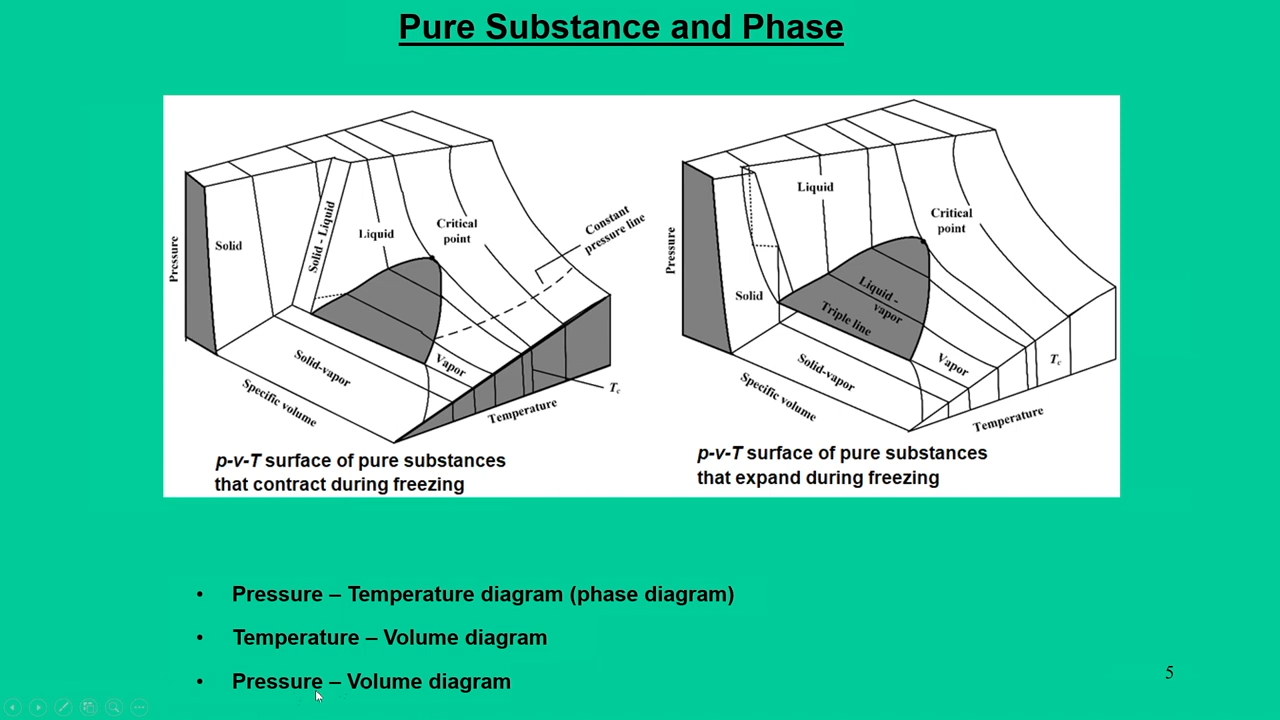 Pure Substance and Phase
Pressure
Solid
Solid - Liquid
Liquid
Critical
point
Constant
pressure line
Solid-vapor
Vapor
Specific volume
Temperature
Tc
p-v-T surface of pure substances
that contract during freezing
Pressure
Liquid
Critical
point
Solid
Liquid -
vapor
Triple line
Solid-vapor
Vapor
Tc
Specific volume
Temperature
p-v-T surface of pure substances
that expand during freezing
• Pressure – Temperature diagram (phase diagram)
• Temperature – Volume diagram
• Pressure – Volume diagram
5